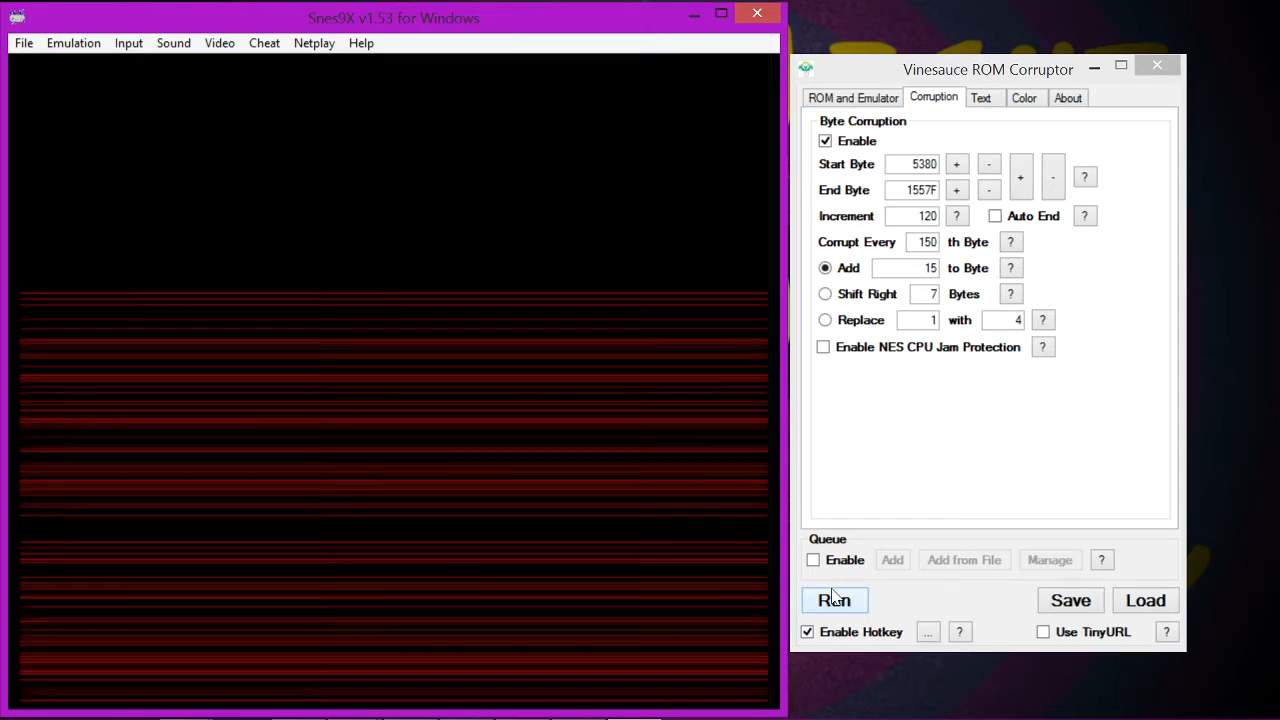 Snes9X v1.53 for Windows
File Emulation Input Sound Video Cheat Netplay Help
Vinesauce ROM Corruptor
ROM and Emulator Corruption Text Color About
Byte Corruption
Enable
Start Byte 5380 + - + - ?
End Byte 1557F + -
Increment 120 ? Auto End ?
Corrupt Every 150 th Byte ?
Add 15 to Byte ?
Shift Right 7 Bytes ?
Replace 1 with 4 ?
Enable NES CPU Jam Protection ?
Queue
Enable Add Add from File Manage ?
Run Save Load
Enable Hotkey ... ? Use TinyURL ?